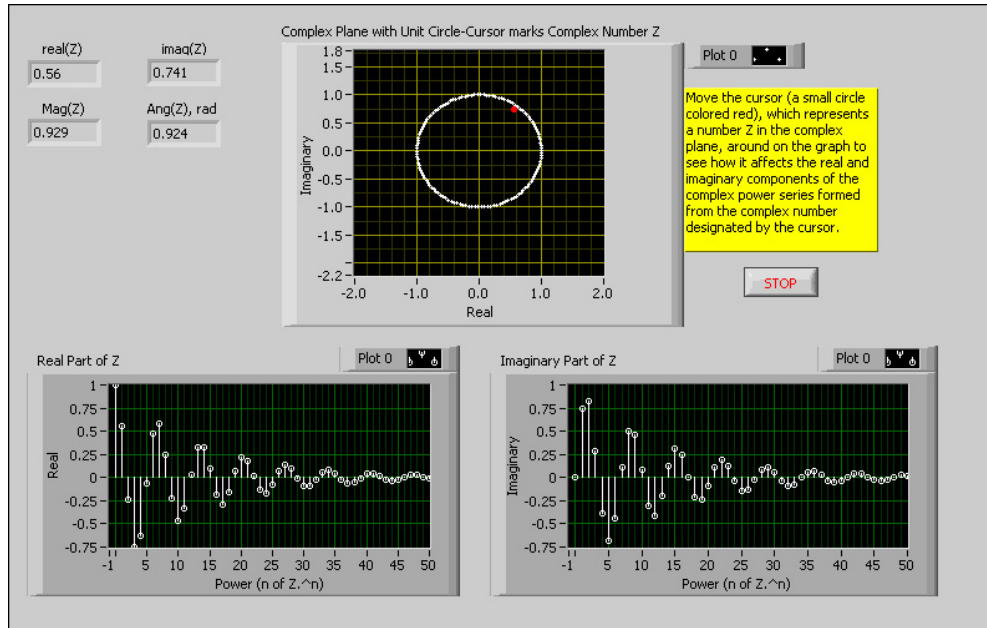 Complex Plane with Unit Circle-Cursor marks Complex Number Z
real(Z)
imag(Z)
0.56
0.741
Mag(Z)
Ang(Z), rad
0.929
0.924
1.8
1.0
0.5
0.0
-1.0
-1.5
-2.2
Imaginary
-2.0
-1.0
0.0
1.0
2.0
Real
Plot 0
Move the cursor (a small circle
colored red), which represents
a number Z in the complex
plane, around on the graph to
see how it affects the real and
imaginary components of the
complex power series formed
from the complex number
designated by the cursor.
STOP
Real Part of Z
Plot 0
1
0.75
0.5
0.25
0
-0.25
-0.5
-0.75
Real
-1
5
10
15
20
25
30
35
40
45
50
Power (n of Z.^n)
Imaginary Part of Z
Plot 0
1
0.75
0.5
0.25
0
-0.25
-0.5
-0.75
Imaginary
-1
5
10
15
20
25
30
35
40
45
50
Power (n of Z.^n)